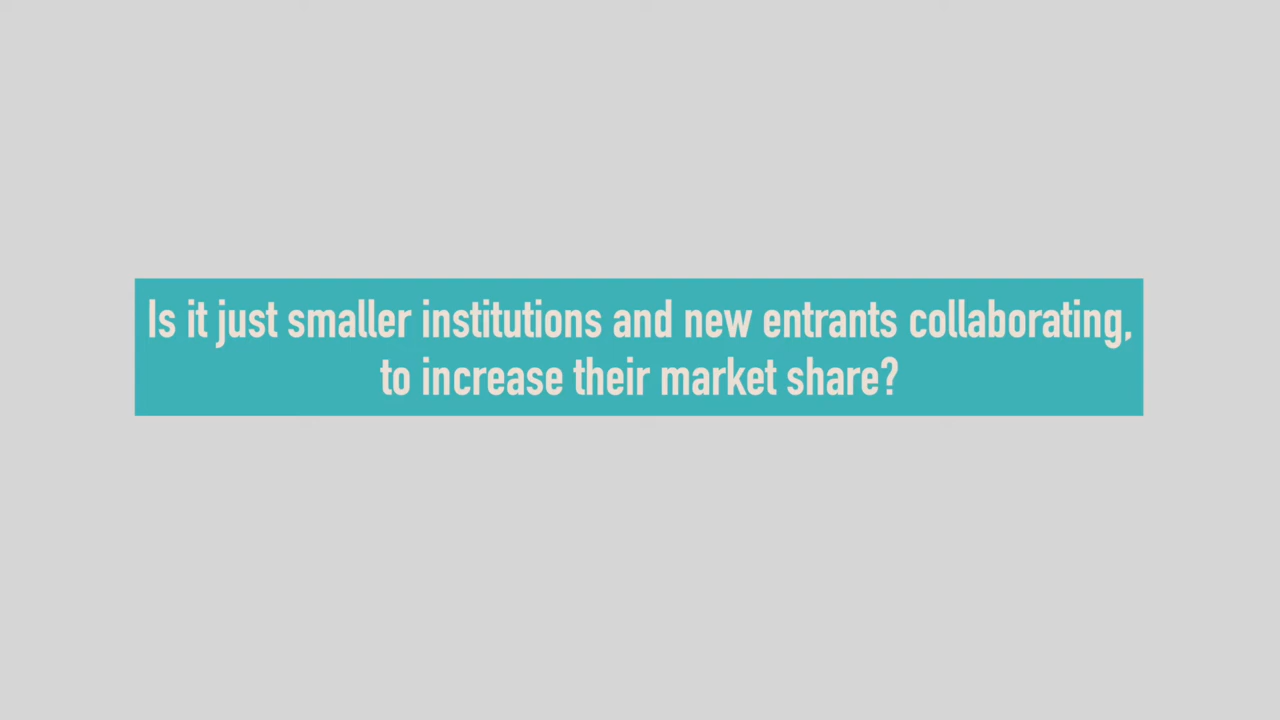 Is it just smaller institutions and new entrants collaborating,
to increase their market share?